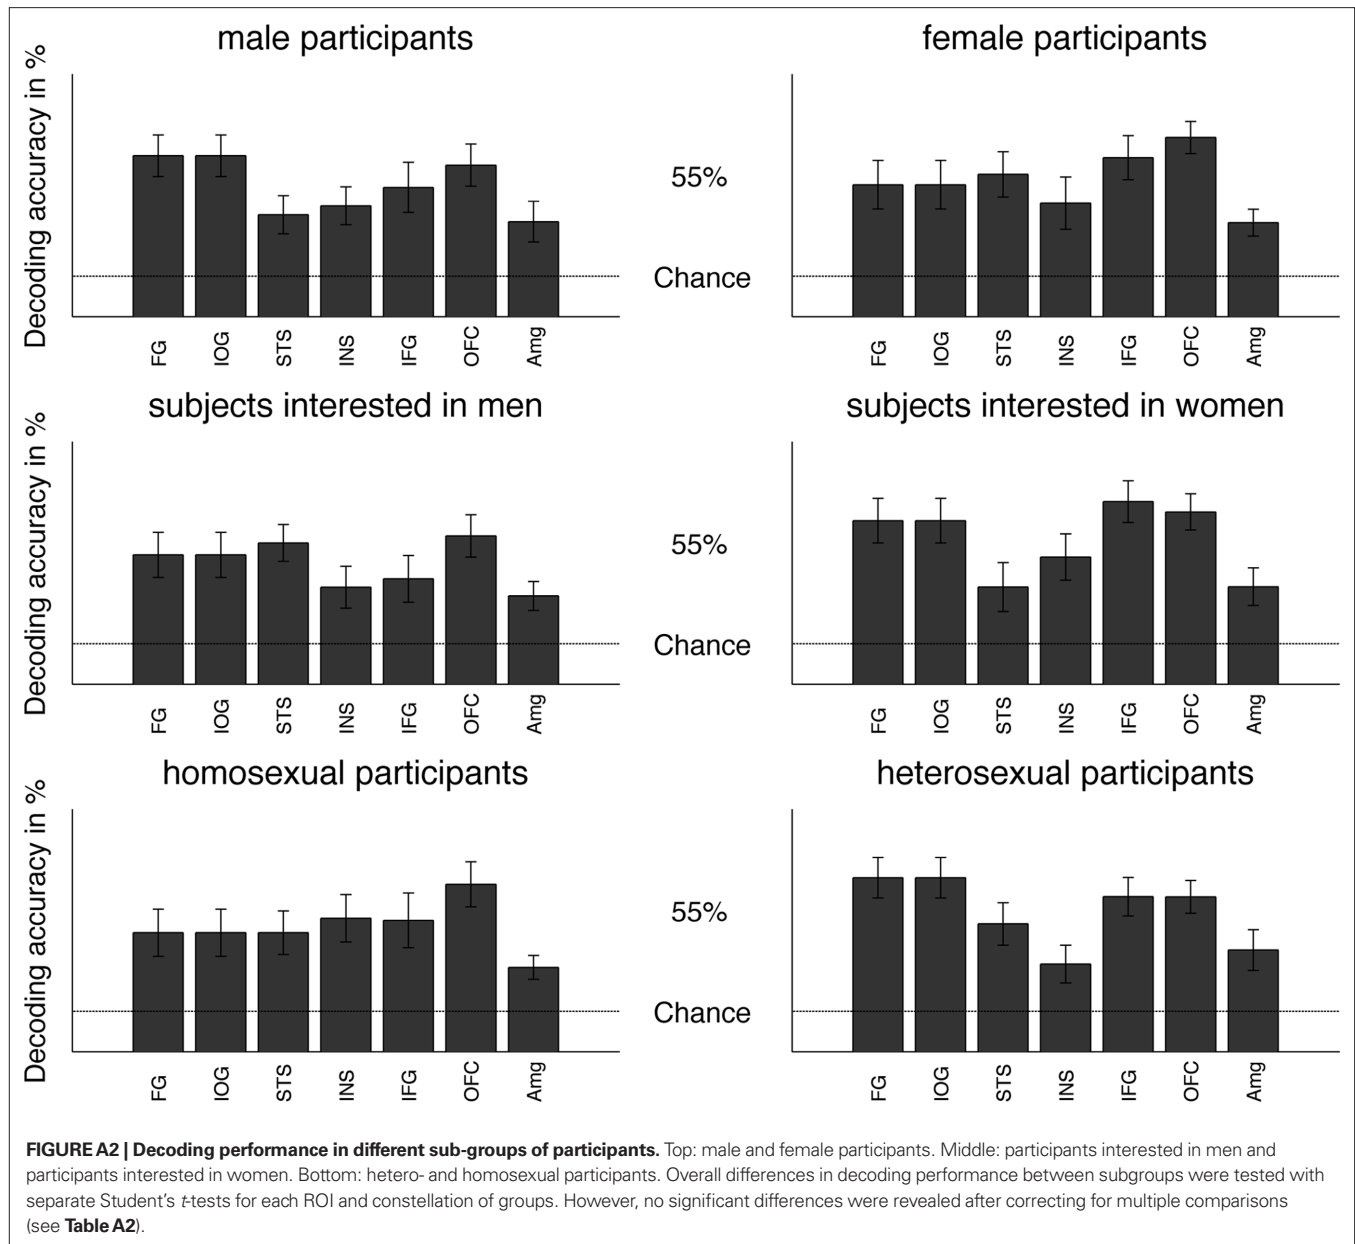 male participants
female participants
Decoding accuracy in %
55%
Chance
FG IOG STS INS IFG OFC Amg
FG IOG STS INS IFG OFC Amg
subjects interested in men
subjects interested in women
Decoding accuracy in %
55%
Chance
FG IOG STS INS IFG OFC Amg
FG IOG STS INS IFG OFC Amg
homosexual participants
heterosexual participants
Decoding accuracy in %
55%
Chance
FG IOG STS INS IFG OFC Amg
FG IOG STS INS IFG OFC Amg
FIGURE A2 | Decoding performance in different sub-groups of participants. Top: male and female participants. Middle: participants interested in men and
participants interested in women. Bottom: hetero- and homosexual participants. Overall differences in decoding performance between subgroups were tested with
separate Student's t-tests for each ROI and constellation of groups. However, no significant differences were revealed after correcting for multiple comparisons
(see Table A2).